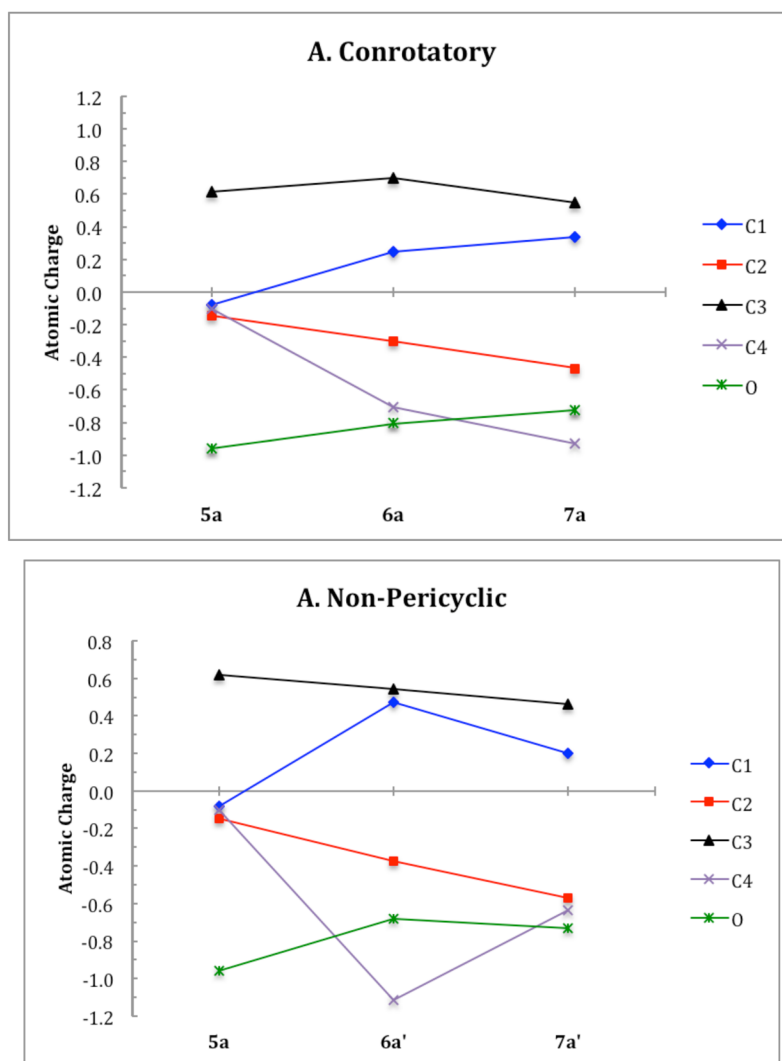 A. Conrotatory
1.2
1.0
0.8
0.6
0.4
0.2
0.0
-0.2
-0.4
-0.6
-0.8
-1.0
-1.2
Atomic Charge
5a 6a 7a
C1
C2
C3
C4
O
A. Non-Pericyclic
0.8
0.6
0.4
0.2
0.0
-0.2
-0.4
-0.6
-0.8
-1.0
-1.2
Atomic Charge
5a 6a' 7a'
C1
C2
C3
C4
O